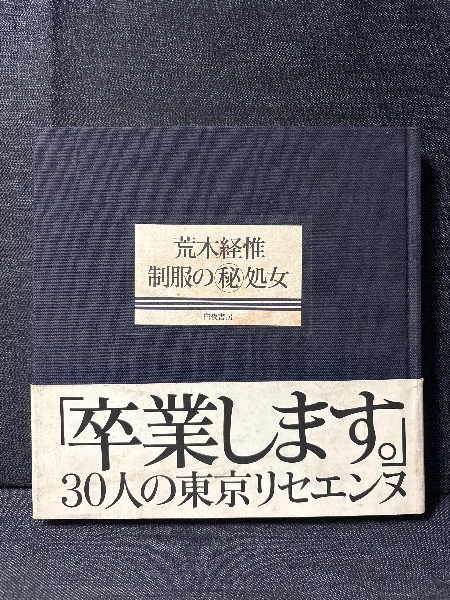 荒木経惟
制服の㊙処女
白夜書房
「卒業します。」
30人の東京リセエンヌ